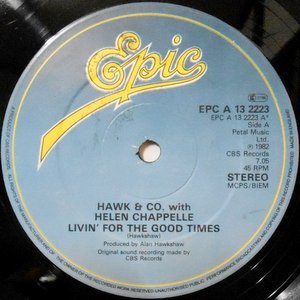 Epic
EPC A 13 2223
EPC A 13 2223 A°
Side A
Petal Music
Ltd.
℗ 1982
CBS Records
7.05
45 RPM
STEREO
MCPS/BIEM
HAWK & CO. with
HELEN CHAPPELLE
LIVIN' FOR THE GOOD TIMES
(Hawkshaw)
Produced by Alan Hawkshaw
Original sound recording made by
CBS Records